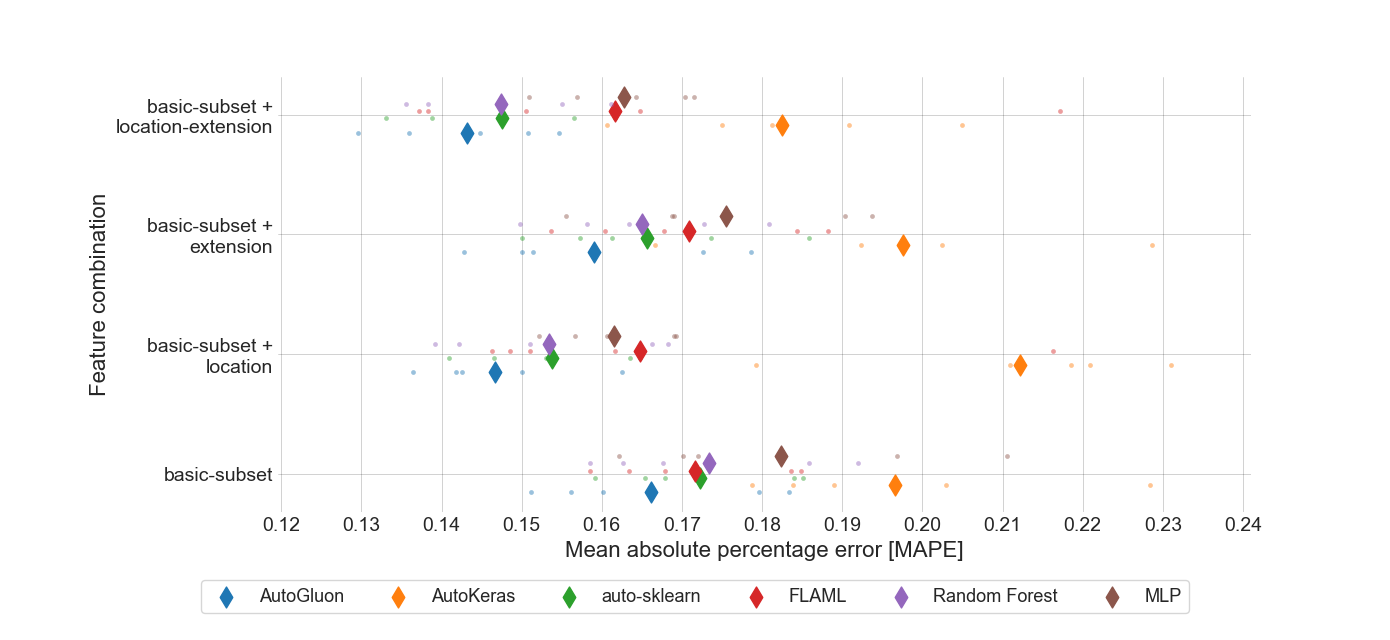 basic-subset +
location-extension
basic-subset +
extension
basic-subset +
location
basic-subset
Feature combination
0.12 0.13 0.14 0.15 0.16 0.17 0.18 0.19 0.20 0.21 0.22 0.23 0.24
Mean absolute percentage error [MAPE]
AutoGluon AutoKeras auto-sklearn FLAML Random Forest MLP